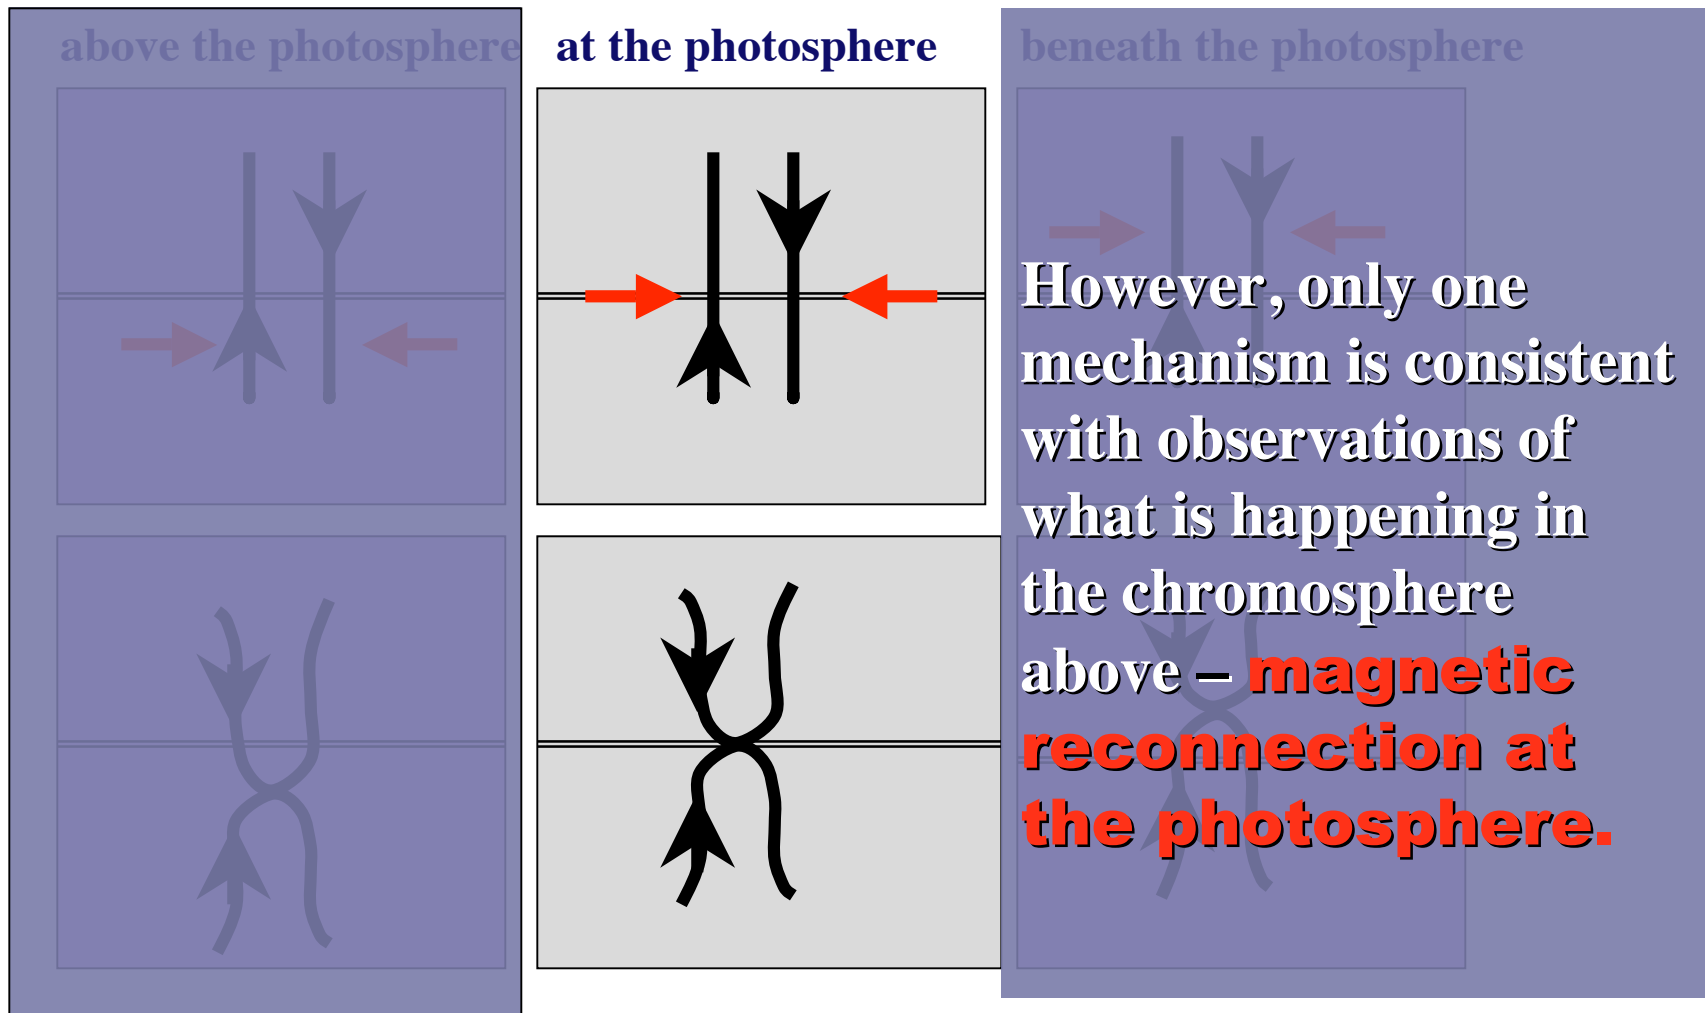 above the photosphere
at the photosphere
beneath the photosphere
However, only one
mechanism is consistent
with observations of
what is happening in
the chromosphere
above – magnetic
reconnection at
the photosphere.